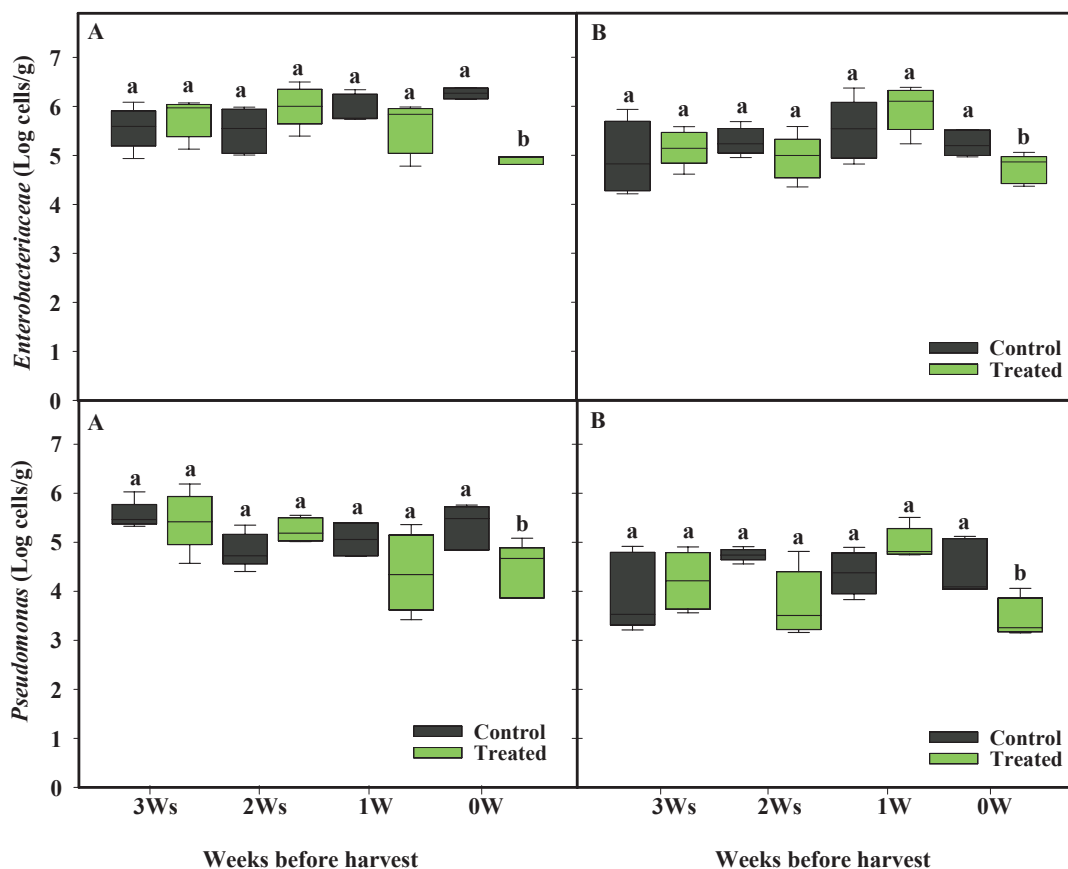 A
B
Enterobacteriaceae (Log cells/g)
7
6
5
4
3
2
1
0
a a a a a a a b
a a a a a a a b
Control
Treated
A
B
Pseudomonas (Log cells/g)
7
6
5
4
3
2
1
0
a a a a a a a b
a a a a a a a b
Control
Treated
Control
Treated
3Ws 2Ws 1W 0W
3Ws 2Ws 1W 0W
Weeks before harvest
Weeks before harvest